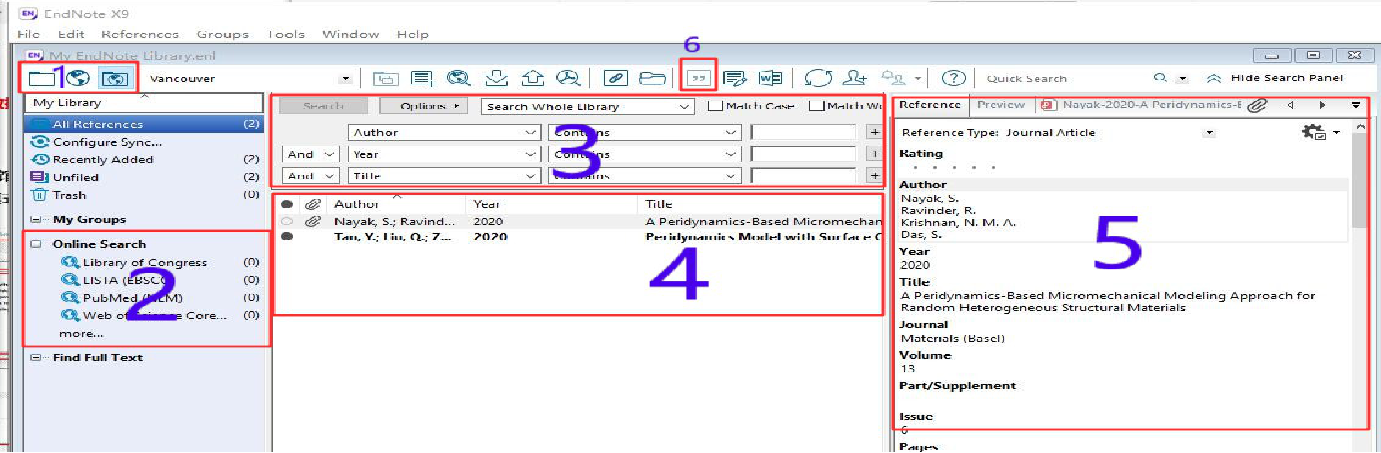 EndNote X9
File Edit References Groups Tools Window Help
My EndNote Library.enl
6
1
Vancouver
Quick Search
Hide Search Panel
My Library
All References (2)
Configure Sync...
Recently Added (2)
Unfiled (2)
Trash (0)
My Groups
Online Search
Library of Congress (0)
LISTA (EBSCO) (0)
PubMed (NLM) (0)
Web of Science Core... (0)
more...
2
Find Full Text
Search Options Search Whole Library Match Case Match
Author Contains +
And Year Contains +
And Title Contains +
3
Author Year Title
Nayak, S.; Ravind... 2020 A Peridynamics-Based Micromechan
Tao, Y.; Liu, Q.; Z... 2020 Peridynamics Model with Surface
4
Reference Preview Nayak-2020-A Peridynamics-
Reference Type: Journal Article
Rating
Author
Nayak, S.
Ravinder, R.
Krishnan, N. M. A.
Das, S.
Year
2020
Title
A Peridynamics-Based Micromechanical Modeling Approach for
Random Heterogeneous Structural Materials
Journal
Materials (Basel)
Volume
13
Part/Supplement
Issue
6
Pages
5